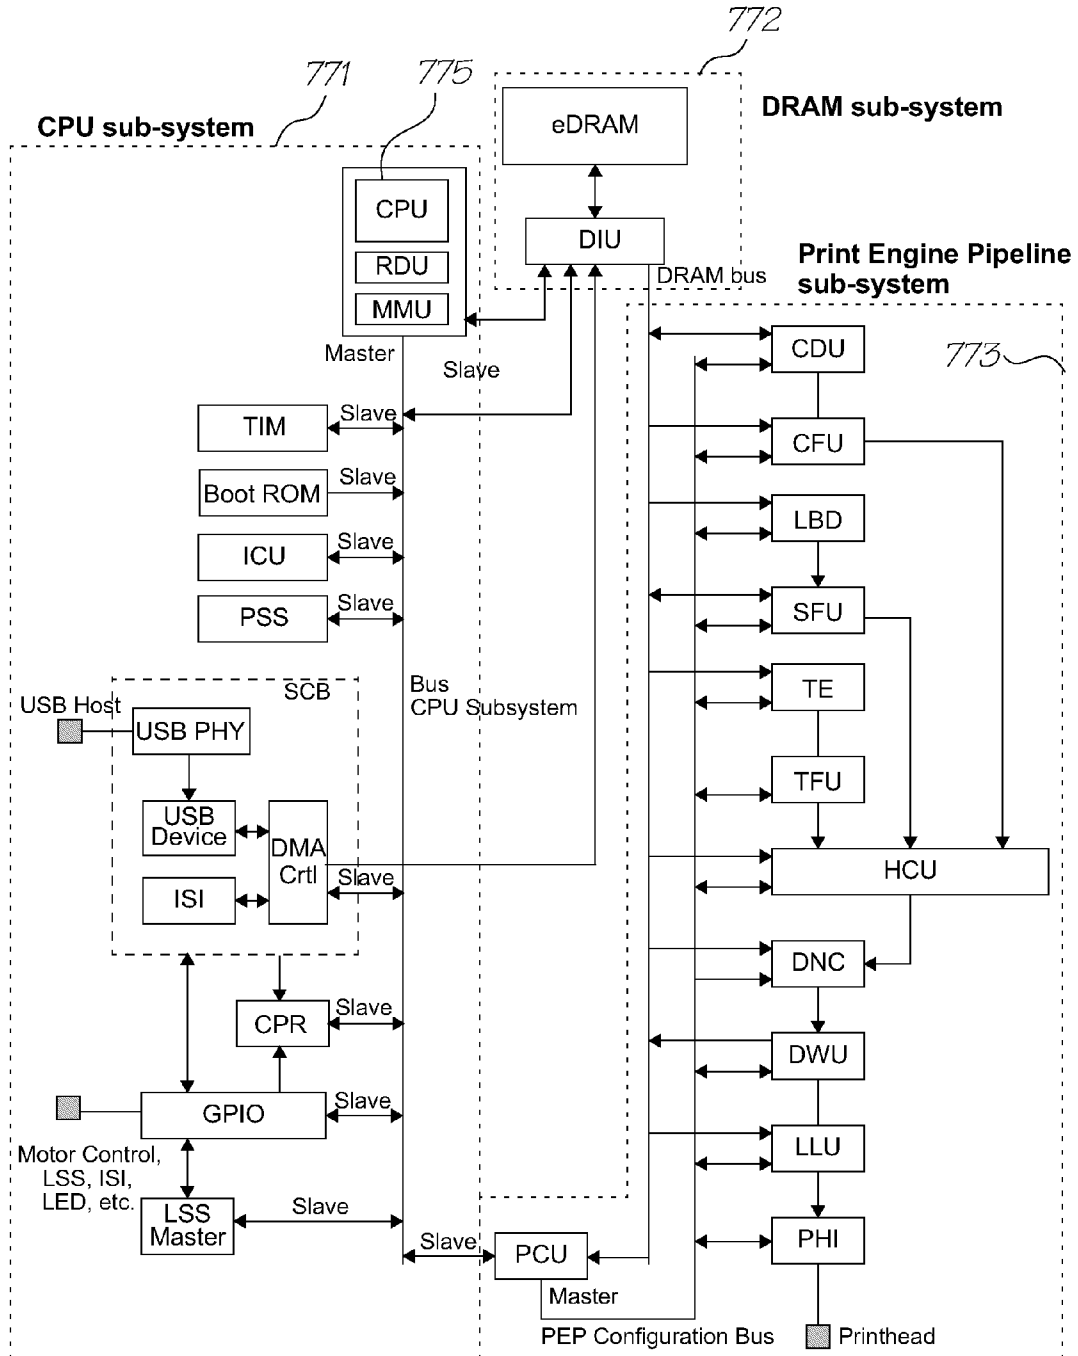 772
771
775
CPU sub-system
DRAM sub-system
eDRAM
CPU
DIU
RDU
MMU
DRAM bus
Print Engine Pipeline
sub-system
Master
Slave
CDU
773
TIM
Slave
CFU
Boot ROM
Slave
LBD
ICU
Slave
PSS
Slave
SFU
SCB
Bus
CPU Subsystem
TE
USB Host
USB PHY
TFU
USB
Device
DMA
Crtl
Slave
HCU
ISI
DNC
CPR
Slave
DWU
GPIO
Slave
Motor Control,
LSS, ISI,
LED, etc.
LLU
LSS
Master
Slave
PHI
Slave
PCU
Master
PEP Configuration Bus
Printhead